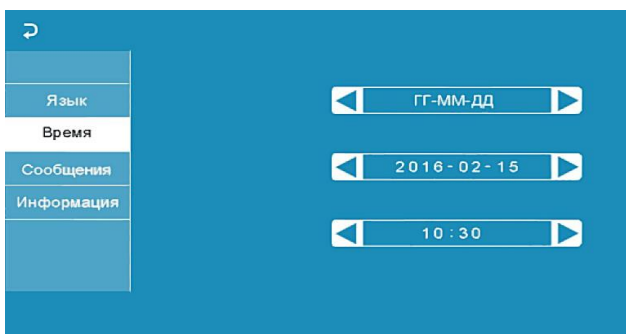 Язык
Время
Сообщения
Информация
ГГ-ММ-ДД
2016-02-15
10:30